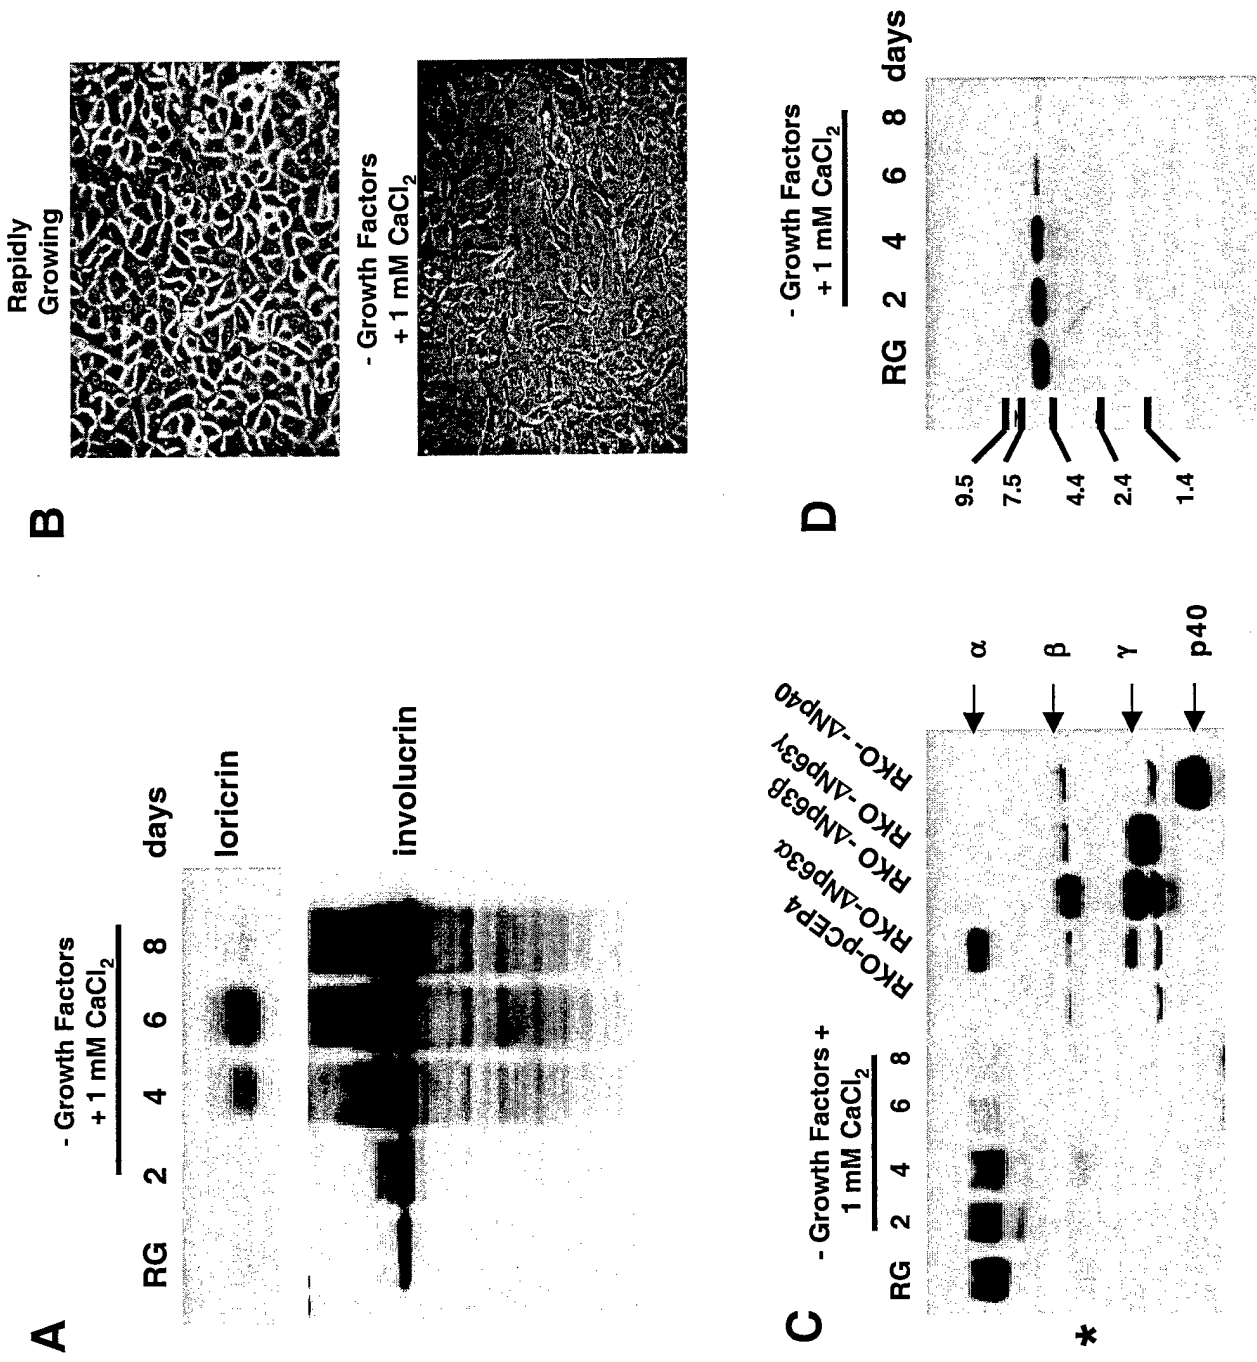 A
- Growth Factors
+ 1 mM CaCl2
RG 2 4 6 8 days
loricrin
involucrin
B
Rapidly
Growing
- Growth Factors
+ 1 mM CaCl2
C
- Growth Factors +
1 mM CaCl2
RG 2 4 6 8
RKO-pCEP4
RKO-ΔNp63α
RKO -ΔNp63β
RKO -ΔNp63γ
RKO- ΔNp40
α
β
γ
p40
*
D
- Growth Factors
+ 1 mM CaCl2
RG 2 4 6 8 days
9.5
7.5
4.4
2.4
1.4